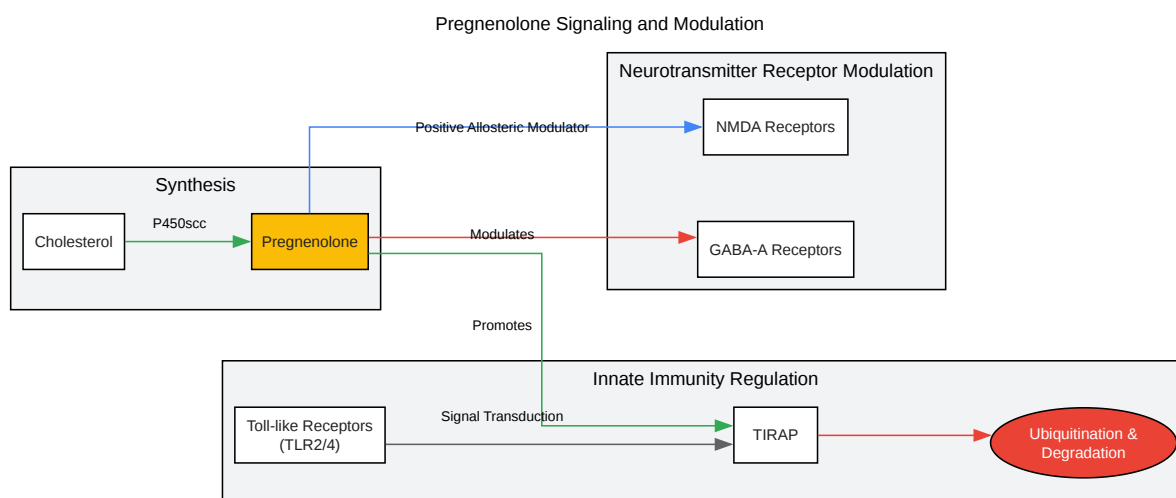 Pregnenolone Signaling and Modulation
Neurotransmitter Receptor Modulation
NMDA Receptors
Positive Allosteric Modulator
Synthesis
P450scc
Cholesterol
Pregnenolone
Modulates
GABA-A Receptors
Promotes
Innate Immunity Regulation
Toll-like Receptors
(TLR2/4)
Signal Transduction
TIRAP
Ubiquitination &
Degradation